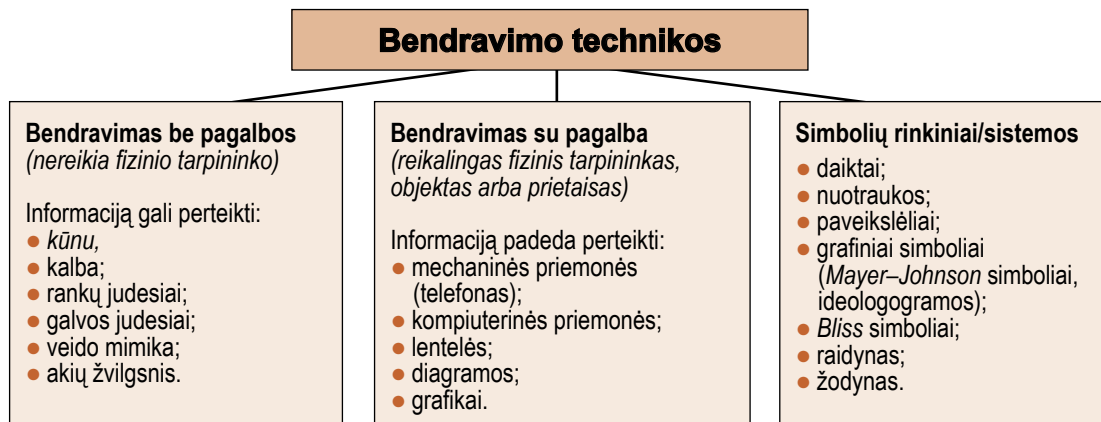 Bendravimo technikos
Bendravimas be pagalbos
(nereikia fizinio tarpininko)
Informaciją gali perteikti:
● kūnu,
● kalba;
● rankų judesiai;
● galvos judesiai;
● veido mimika;
● akių žvilgsnis.
Bendravimas su pagalba
(reikalingas fizinis tarpininkas,
objektas arba prietaisas)
Informaciją padeda perteikti:
● mechaninės priemonės
(telefonas);
● kompiuterinės priemonės;
● lentelės;
● diagramos;
● grafikai.
Simbolių rinkiniai/sistemos
● daiktai;
● nuotraukos;
● paveikslėliai;
● grafiniai simboliai
(Mayer–Johnson simboliai,
ideologogramos);
● Bliss simboliai;
● raidynas;
● žodynas.